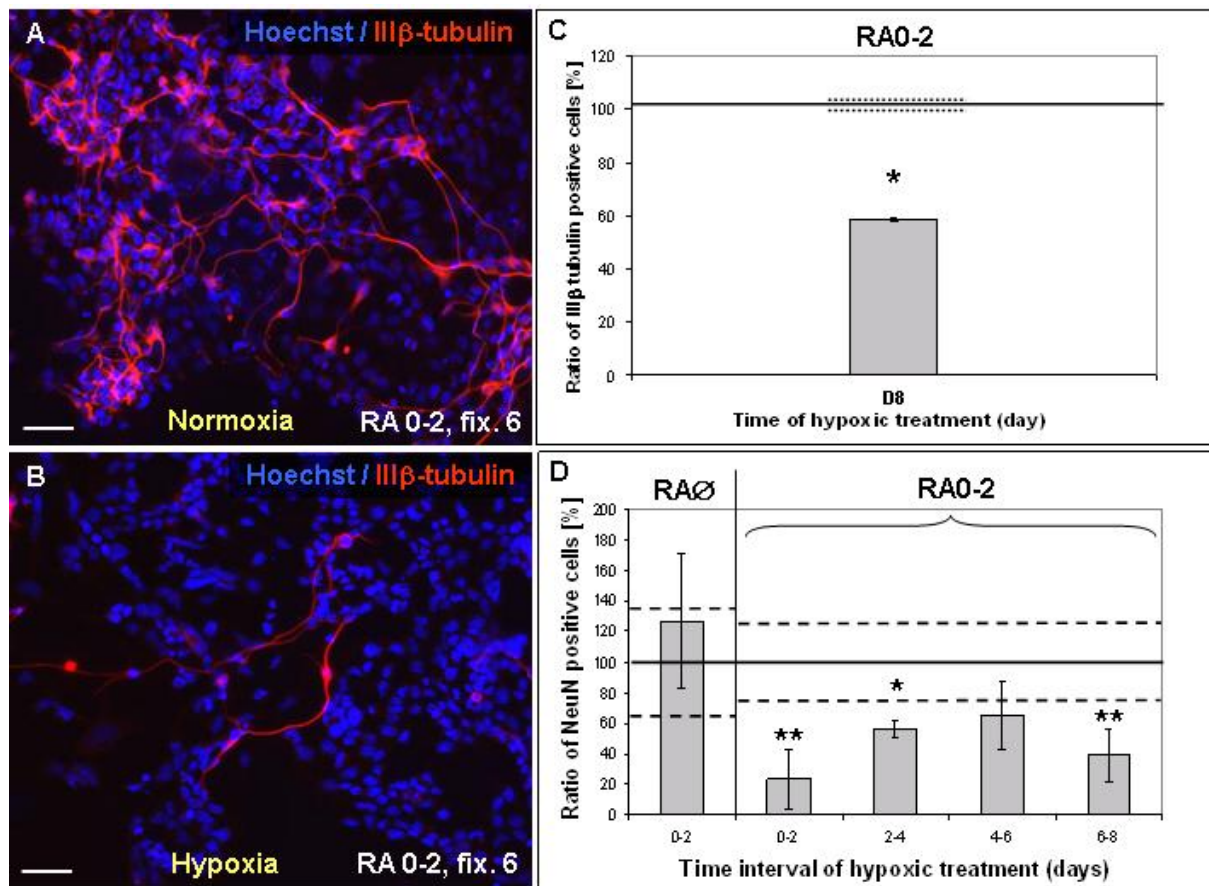 A
Hoechst / IIIβ-tubulin
Normoxia
RA 0-2, fix. 6
B
Hoechst / IIIβ-tubulin
Hypoxia
RA 0-2, fix. 6
C
RA0-2
Ratio of IIIβ tubulin positive cells [%]
120
100
80
60
40
20
0
*
D8
Time of hypoxic treatment (day)
D
RAØ
RA0-2
Ratio of NeuN positive cells [%]
200
180
160
140
120
100
80
60
40
20
0
**
*
**
0-2
0-2
2-4
4-6
6-8
Time interval of hypoxic treatment (days)